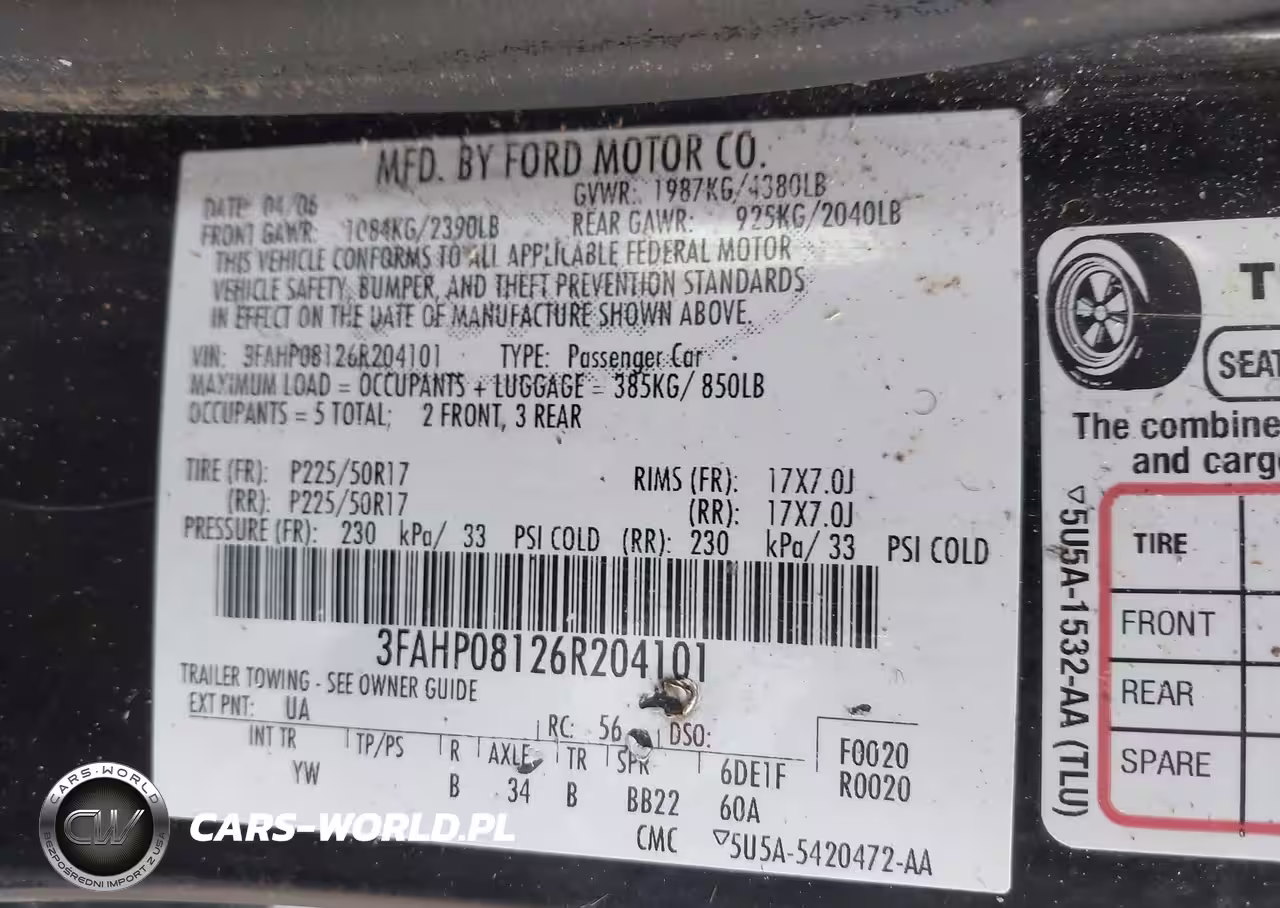 MFD. BY FORD MOTOR CO.
DATE: 04/06 GVWR: 1987KG/4380LB
FRONT GAWR: 1084KG/2390LB REAR GAWR: 925KG/2040LB
THIS VEHICLE CONFORMS TO ALL APPLICABLE FEDERAL MOTOR
VEHICLE SAFETY, BUMPER, AND THEFT PREVENTION STANDARDS
IN EFFECT ON THE DATE OF MANUFACTURE SHOWN ABOVE.
VIN: 3FAHP08126R204101 TYPE: Passenger Car
MAXIMUM LOAD = OCCUPANTS + LUGGAGE = 385KG/ 850LB
OCCUPANTS = 5 TOTAL; 2 FRONT, 3 REAR
TIRE (FR): P225/50R17 RIMS (FR): 17X7.0J
(RR): P225/50R17 (RR): 17X7.0J
PRESSURE (FR): 230 kPa/ 33 PSI COLD (RR): 230 kPa/ 33 PSI COLD
3FAHP08126R204101
TRAILER TOWING - SEE OWNER GUIDE
EXT PNT: UA RC: 56 DSO:
INT TR TP/PS R AXLE TR SPR 6DE1F F0020
YW B 34 B BB22 60A R0020
CMC ▽5U5A-5420472-AA
T
SEAT
The combine
and cargo
TIRE
FRONT
REAR
SPARE
▽5U5A-1532-AA (TLU)
CARS-WORLD
CW
BEZPOŚREDNI IMPORT Z USA
CARS-WORLD.PL